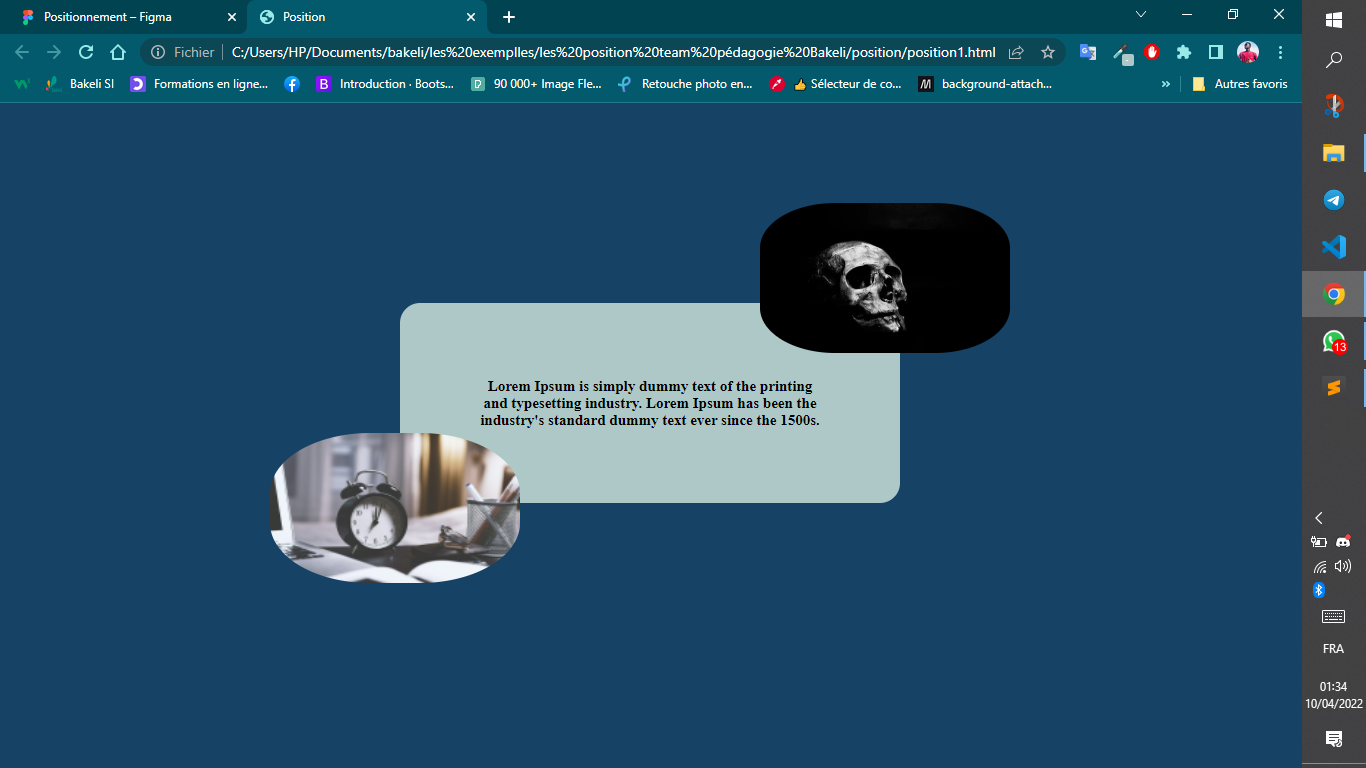 Positionnement – Figma
Position
Fichier
C:/Users/HP/Documents/bakeli/les%20exemplles/les%20position%20team%20pédagogie%20Bakeli/position/position1.html
Bakeli SI
Formations en ligne...
Introduction · Boots...
90 000+ Image Fle...
Retouche photo en...
Sélecteur de co...
background-attach...
»
Autres favoris
Lorem Ipsum is simply dummy text of the printing
and typesetting industry. Lorem Ipsum has been the
industry's standard dummy text ever since the 1500s.
13
FRA
01:34
10/04/2022